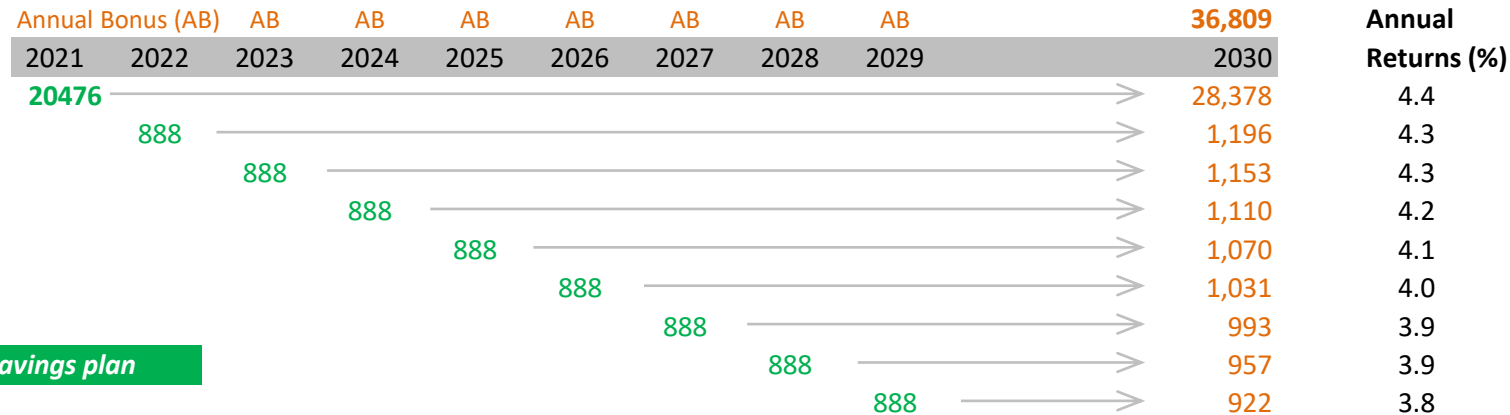 Annual Bonus (AB) AB AB AB AB AB AB AB 36,809 Annual
2021 2022 2023 2024 2025 2026 2027 2028 2029 2030 Returns (%)
20476 28,378 4.4
888 1,196 4.3
888 1,153 4.3
888 1,110 4.2
888 1,070 4.1
888 1,031 4.0
888 993 3.9
avings plan 888 957 3.9
888 922 3.8